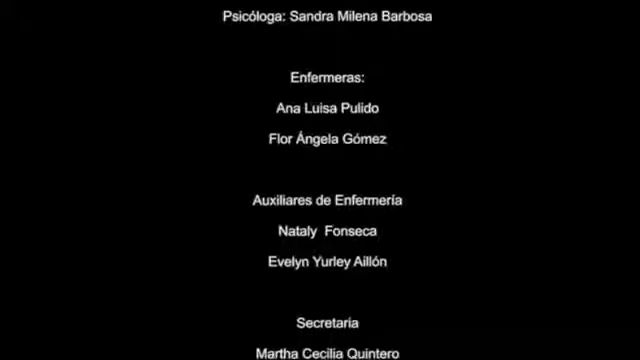 Psicóloga: Sandra Milena Barbosa
Enfermeras:
Ana Luisa Pulido
Flor Ángela Gómez
Auxiliares de Enfermería
Nataly Fonseca
Evelyn Yurley Aillón
Secretaria
Martha Cecilia Quintero